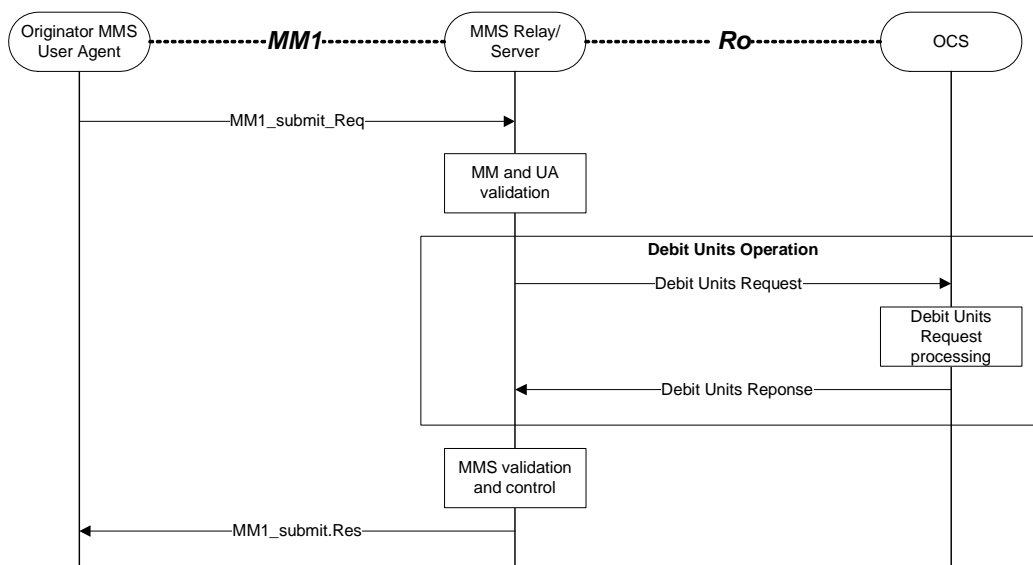 Originator MMS
User Agent
MM1
MMS Relay/
Server
Ro
OCS
MM1_submit_Req
MM and UA
validation
Debit Units Operation
Debit Units Request
Debit Units
Request
processing
Debit Units Reponse
MMS validation
and control
MM1_submit.Res